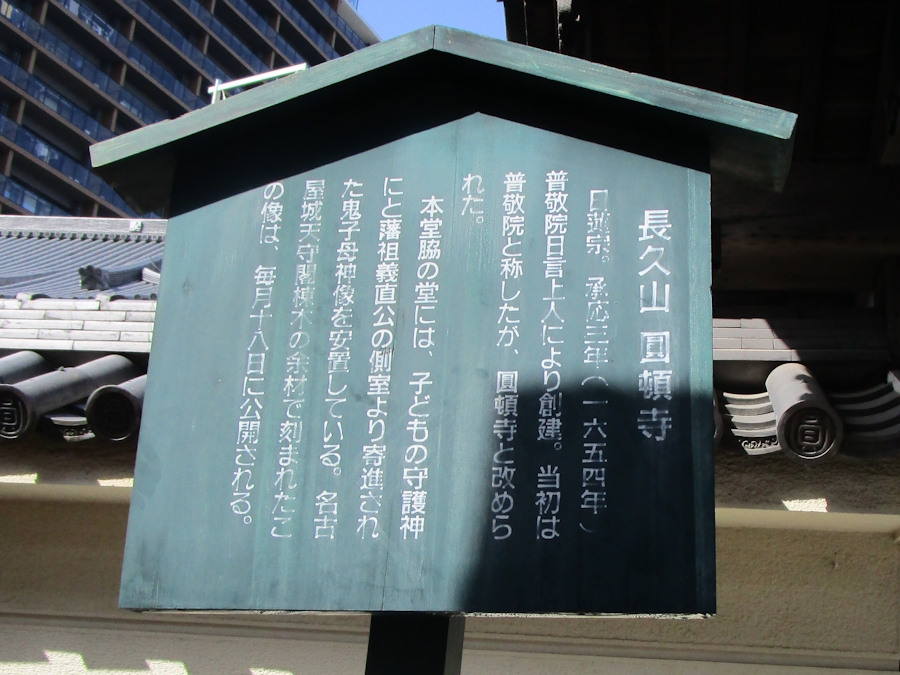 長久山 圓頓寺
日蓮宗。承応三年（一六五四年）
普敬院日言上人により創建。当初は
普敬院と称したが、圓頓寺と改めら
れた。
本堂脇の堂には、子どもの守護神
にと藩祖義直公の側室より寄進され
た鬼子母神像を安置している。名古
屋城天守閣棟木の余材で刻まれたこ
の像は、毎月十八日に公開される。